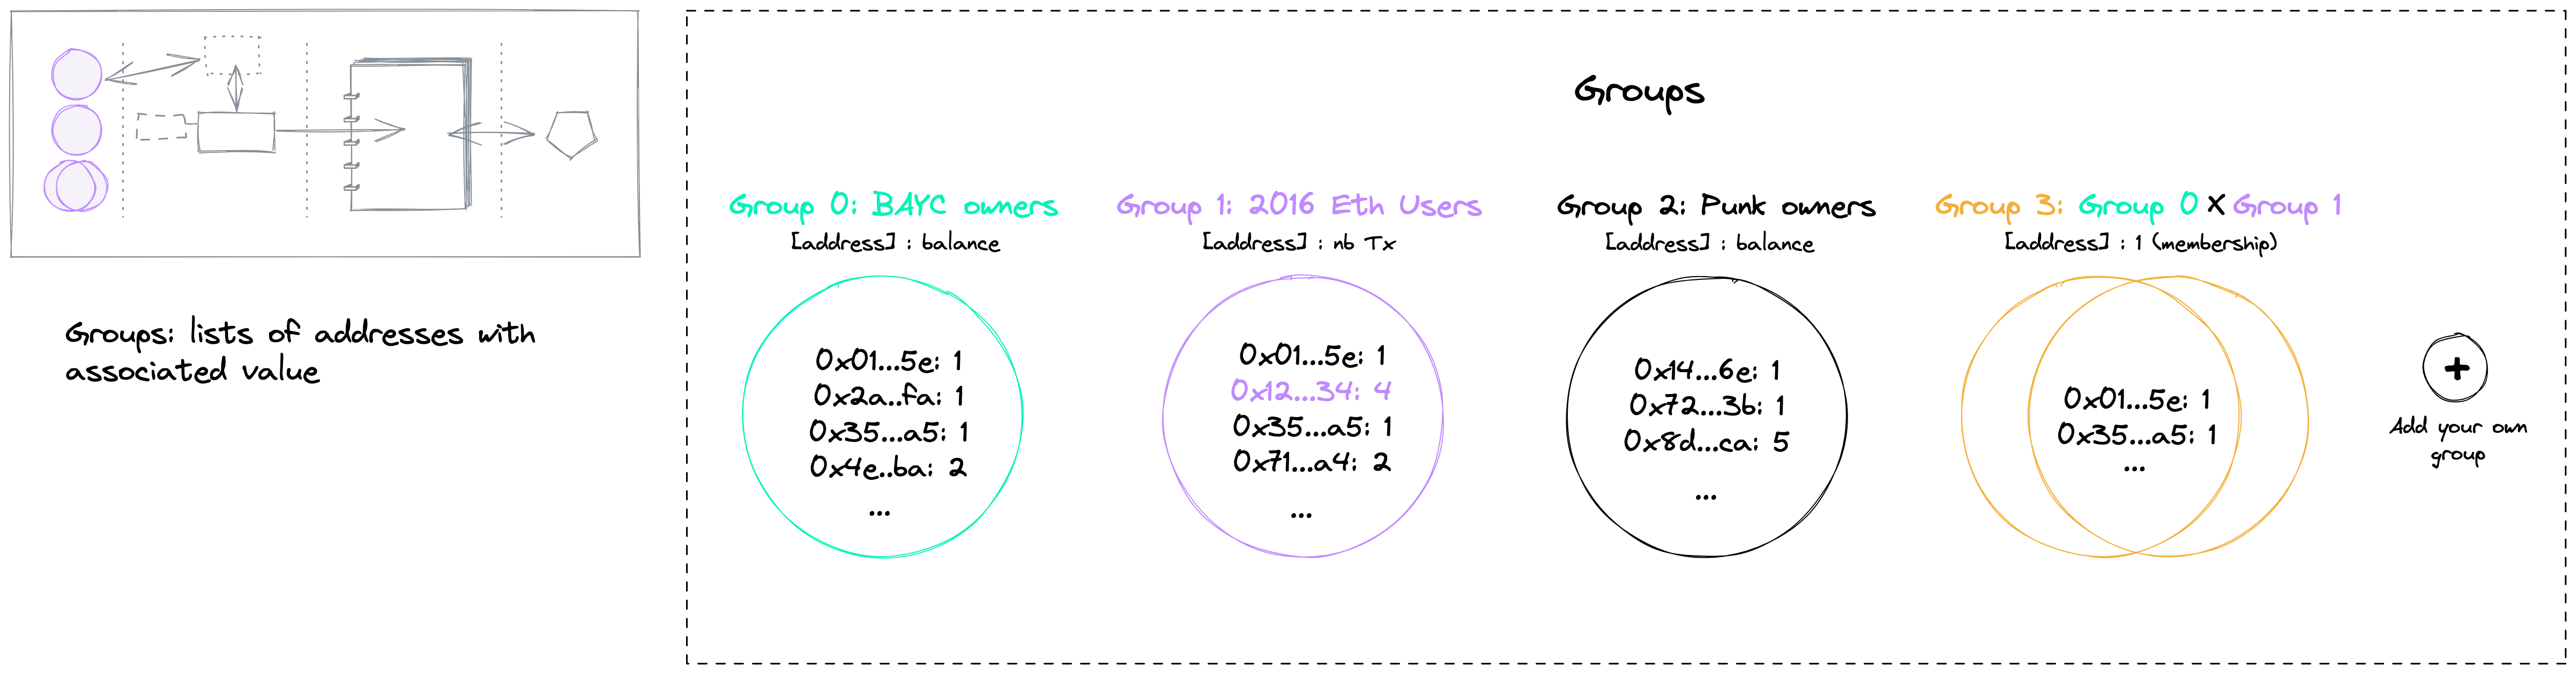 Groups: lists of addresses with
associated value
Groups
Group 0: BAYC owners
[address] : balance
0x01...5e: 1
0x2a..fa: 1
0x35...a5: 1
0x4e..ba: 2
...
Group 1: 2016 Eth Users
[address] : nb Tx
0x01...5e: 1
0x12...34: 4
0x35...a5: 1
0x71...a4: 2
...
Group 2: Punk owners
[address] : balance
0x14...6e: 1
0x72...3b: 1
0x8d...ca: 5
...
Group 3: Group 0 X Group 1
[address] : 1 (membership)
0x01...5e: 1
0x35...a5: 1
...
+
Add your own
group